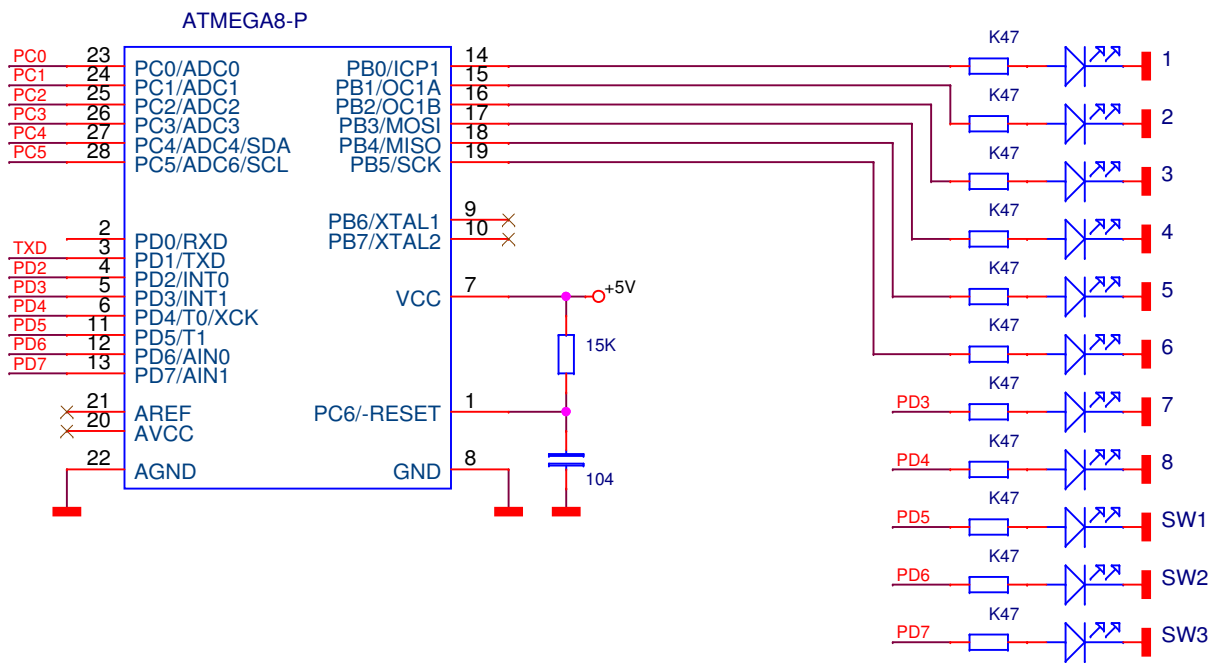 ATMEGA8-P
PC0 23 PC0/ADC0
PC1 24 PC1/ADC1
PC2 25 PC2/ADC2
PC3 26 PC3/ADC3
PC4 27 PC4/ADC4/SDA
PC5 28 PC5/ADC6/SCL
2 PD0/RXD
TXD 3 PD1/TXD
PD2 4 PD2/INT0
PD3 5 PD3/INT1
PD4 6 PD4/T0/XCK
PD5 11 PD5/T1
PD6 12 PD6/AIN0
PD7 13 PD7/AIN1
21 AREF
20 AVCC
22 AGND
PB0/ICP1 14
PB1/OC1A 15
PB2/OC1B 16
PB3/MOSI 17
PB4/MISO 18
PB5/SCK 19
PB6/XTAL1 9
PB7/XTAL2 10
VCC 7
+5V
15K
PC6/-RESET 1
104
GND 8
K47
1
K47
2
K47
3
K47
4
K47
5
K47
6
K47
PD3 7
K47
PD4 8
K47
PD5 SW1
K47
PD6 SW2
K47
PD7 SW3